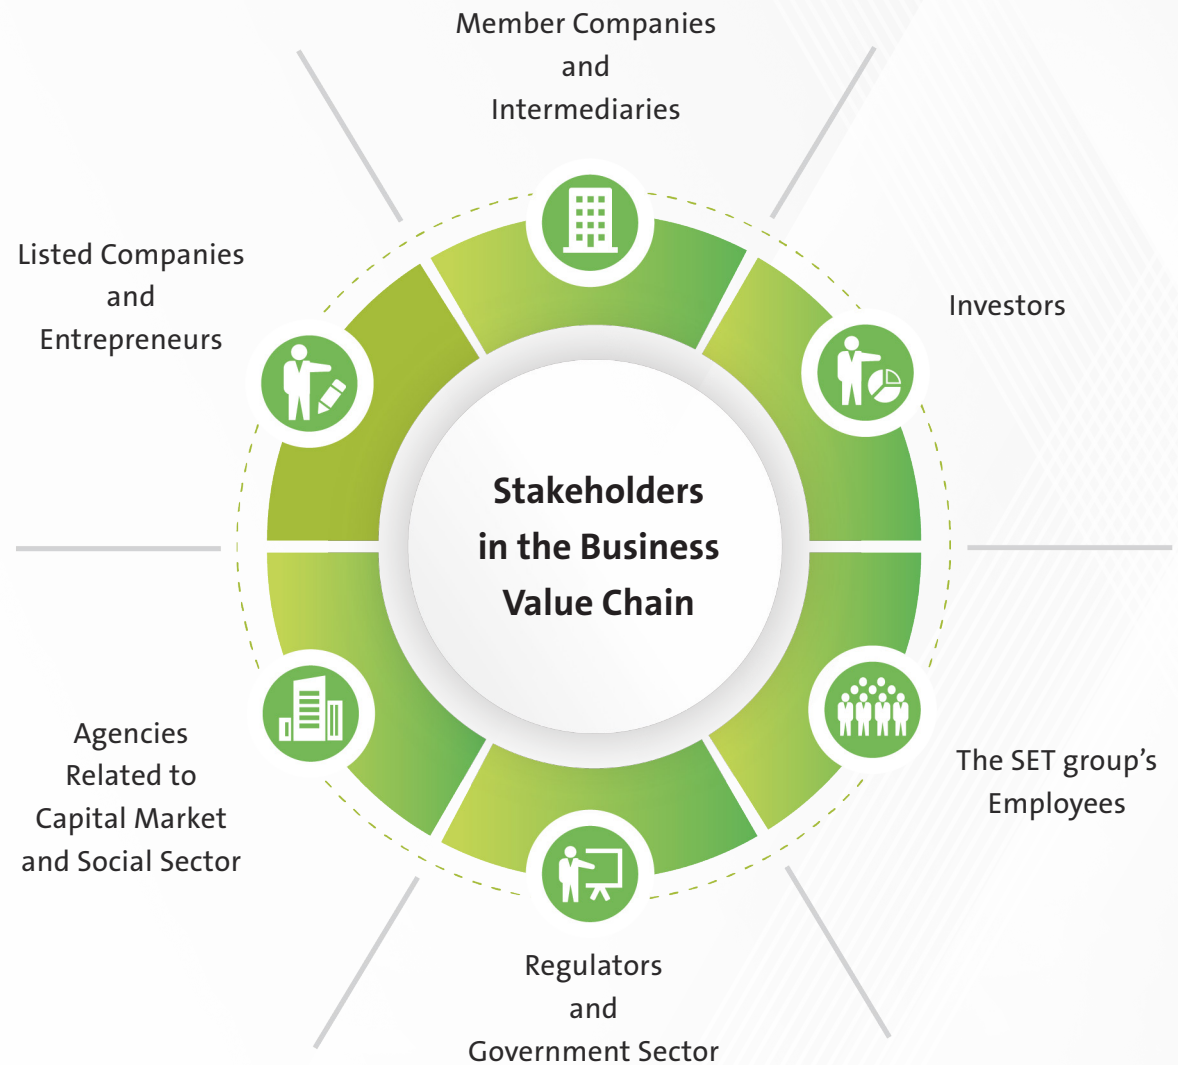 Member Companies
and
Intermediaries
Listed Companies
and
Entrepreneurs
Investors
Stakeholders
in the Business
Value Chain
Agencies
Related to
Capital Market
and Social Sector
The SET group’s
Employees
Regulators
and
Government Sector